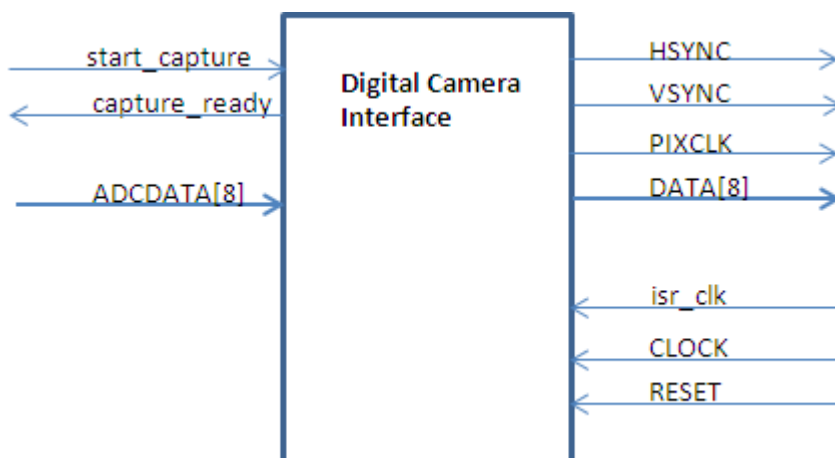 start_capture
capture_ready
ADCDATA[8]
Digital Camera
Interface
HSYNC
VSYNC
PIXCLK
DATA[8]
isr_clk
CLOCK
RESET